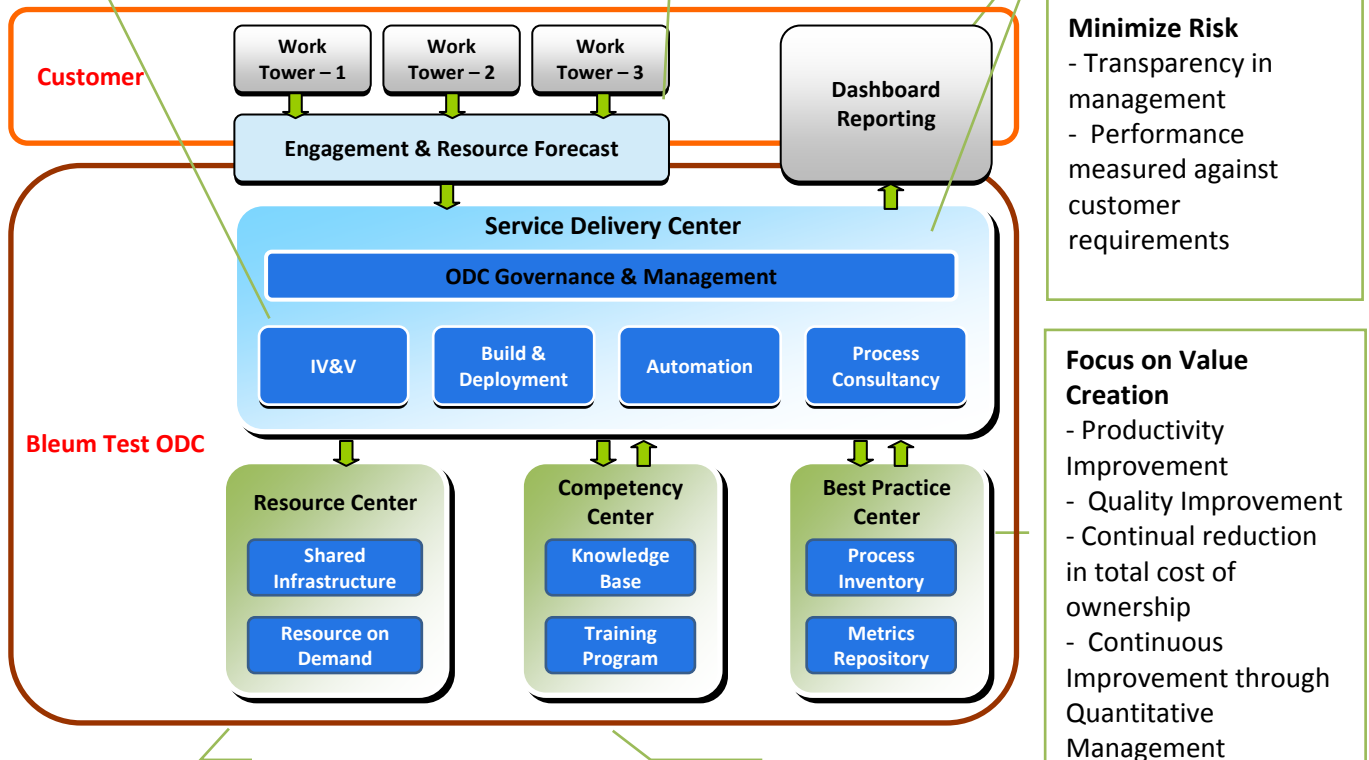 Customer
Work
Tower – 1
Work
Tower – 2
Work
Tower – 3
Dashboard
Reporting
Engagement & Resource Forecast
Bleum Test ODC
Service Delivery Center
ODC Governance & Management
IV&V
Build &
Deployment
Automation
Process
Consultancy
Resource Center
Shared
Infrastructure
Resource on
Demand
Competency
Center
Knowledge
Base
Training
Program
Best Practice
Center
Process
Inventory
Metrics
Repository
Minimize Risk
- Transparency in
management
- Performance
measured against
customer
requirements
Focus on Value
Creation
- Productivity
Improvement
- Quality Improvement
- Continual reduction
in total cost of
ownership
- Continuous
Improvement through
Quantitative
Management